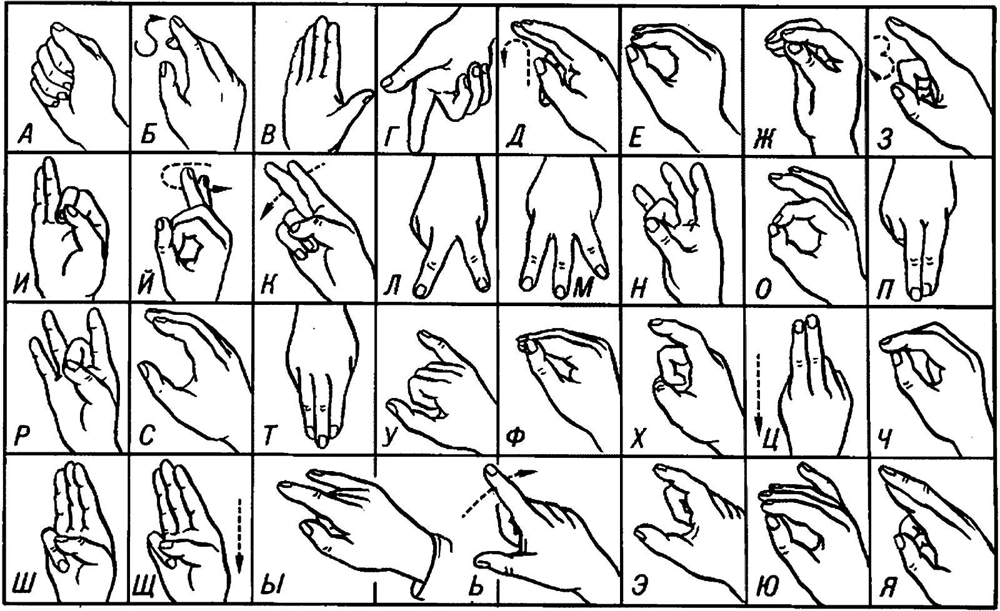 А Б В Г Д Е Ж З
И Й К Л М Н О П
Р С Т У Ф Х Ц Ч
Ш Щ Ы Ь Э Ю Я